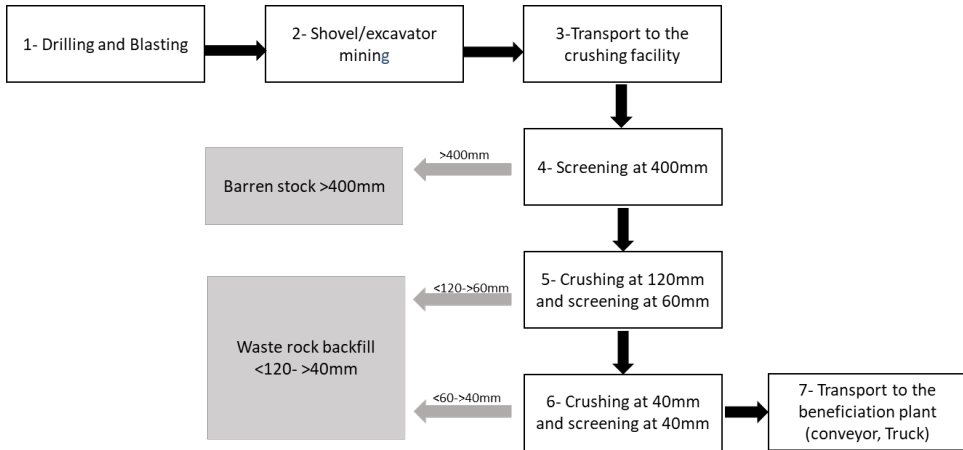 1- Drilling and Blasting
2- Shovel/excavator
mining
3-Transport to the
crushing facility
>400mm
4- Screening at 400mm
Barren stock >400mm
<120->60mm
5- Crushing at 120mm
and screening at 60mm
Waste rock backfill
<120- >40mm
<60->40mm
6- Crushing at 40mm
and screening at 40mm
7- Transport to the
beneficiation plant
(conveyor, Truck)